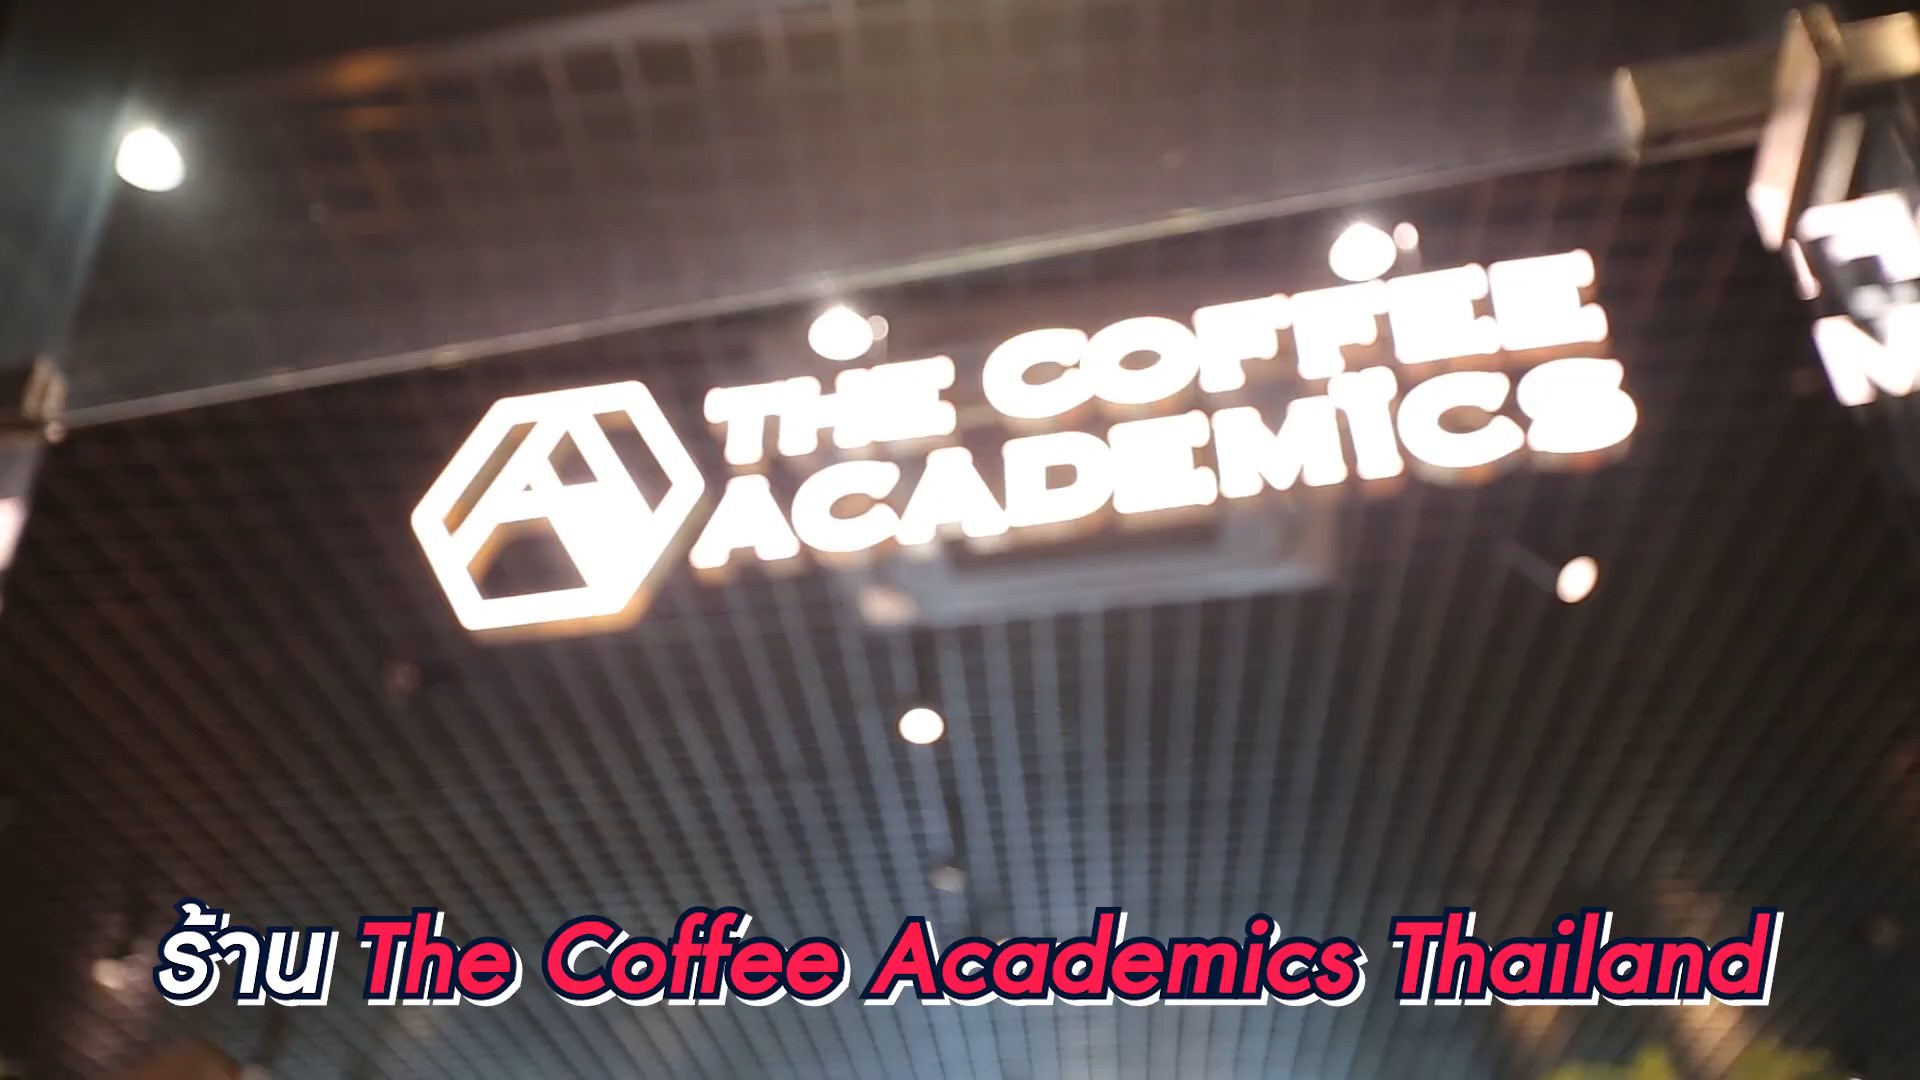 THE COFFEE
ACADEMICS
ร้าน The Coffee Academics Thailand